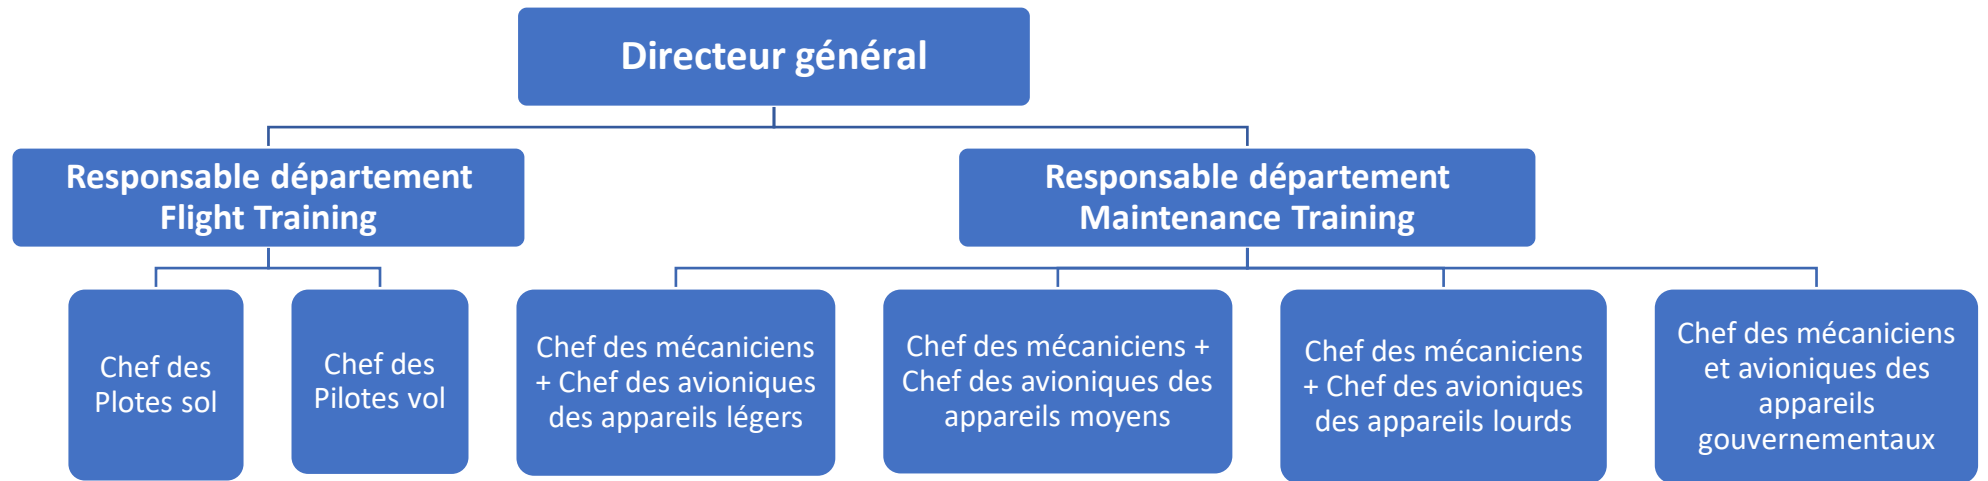 Directeur général
Responsable département
Flight Training
Responsable département
Maintenance Training
Chef des
Plotes sol
Chef des
Pilotes vol
Chef des mécaniciens
+ Chef des avioniques
des appareils légers
Chef des mécaniciens +
Chef des avioniques des
appareils moyens
Chef des mécaniciens
+ Chef des avioniques
des appareils lourds
Chef des mécaniciens
et avioniques des
appareils
gouvernementaux